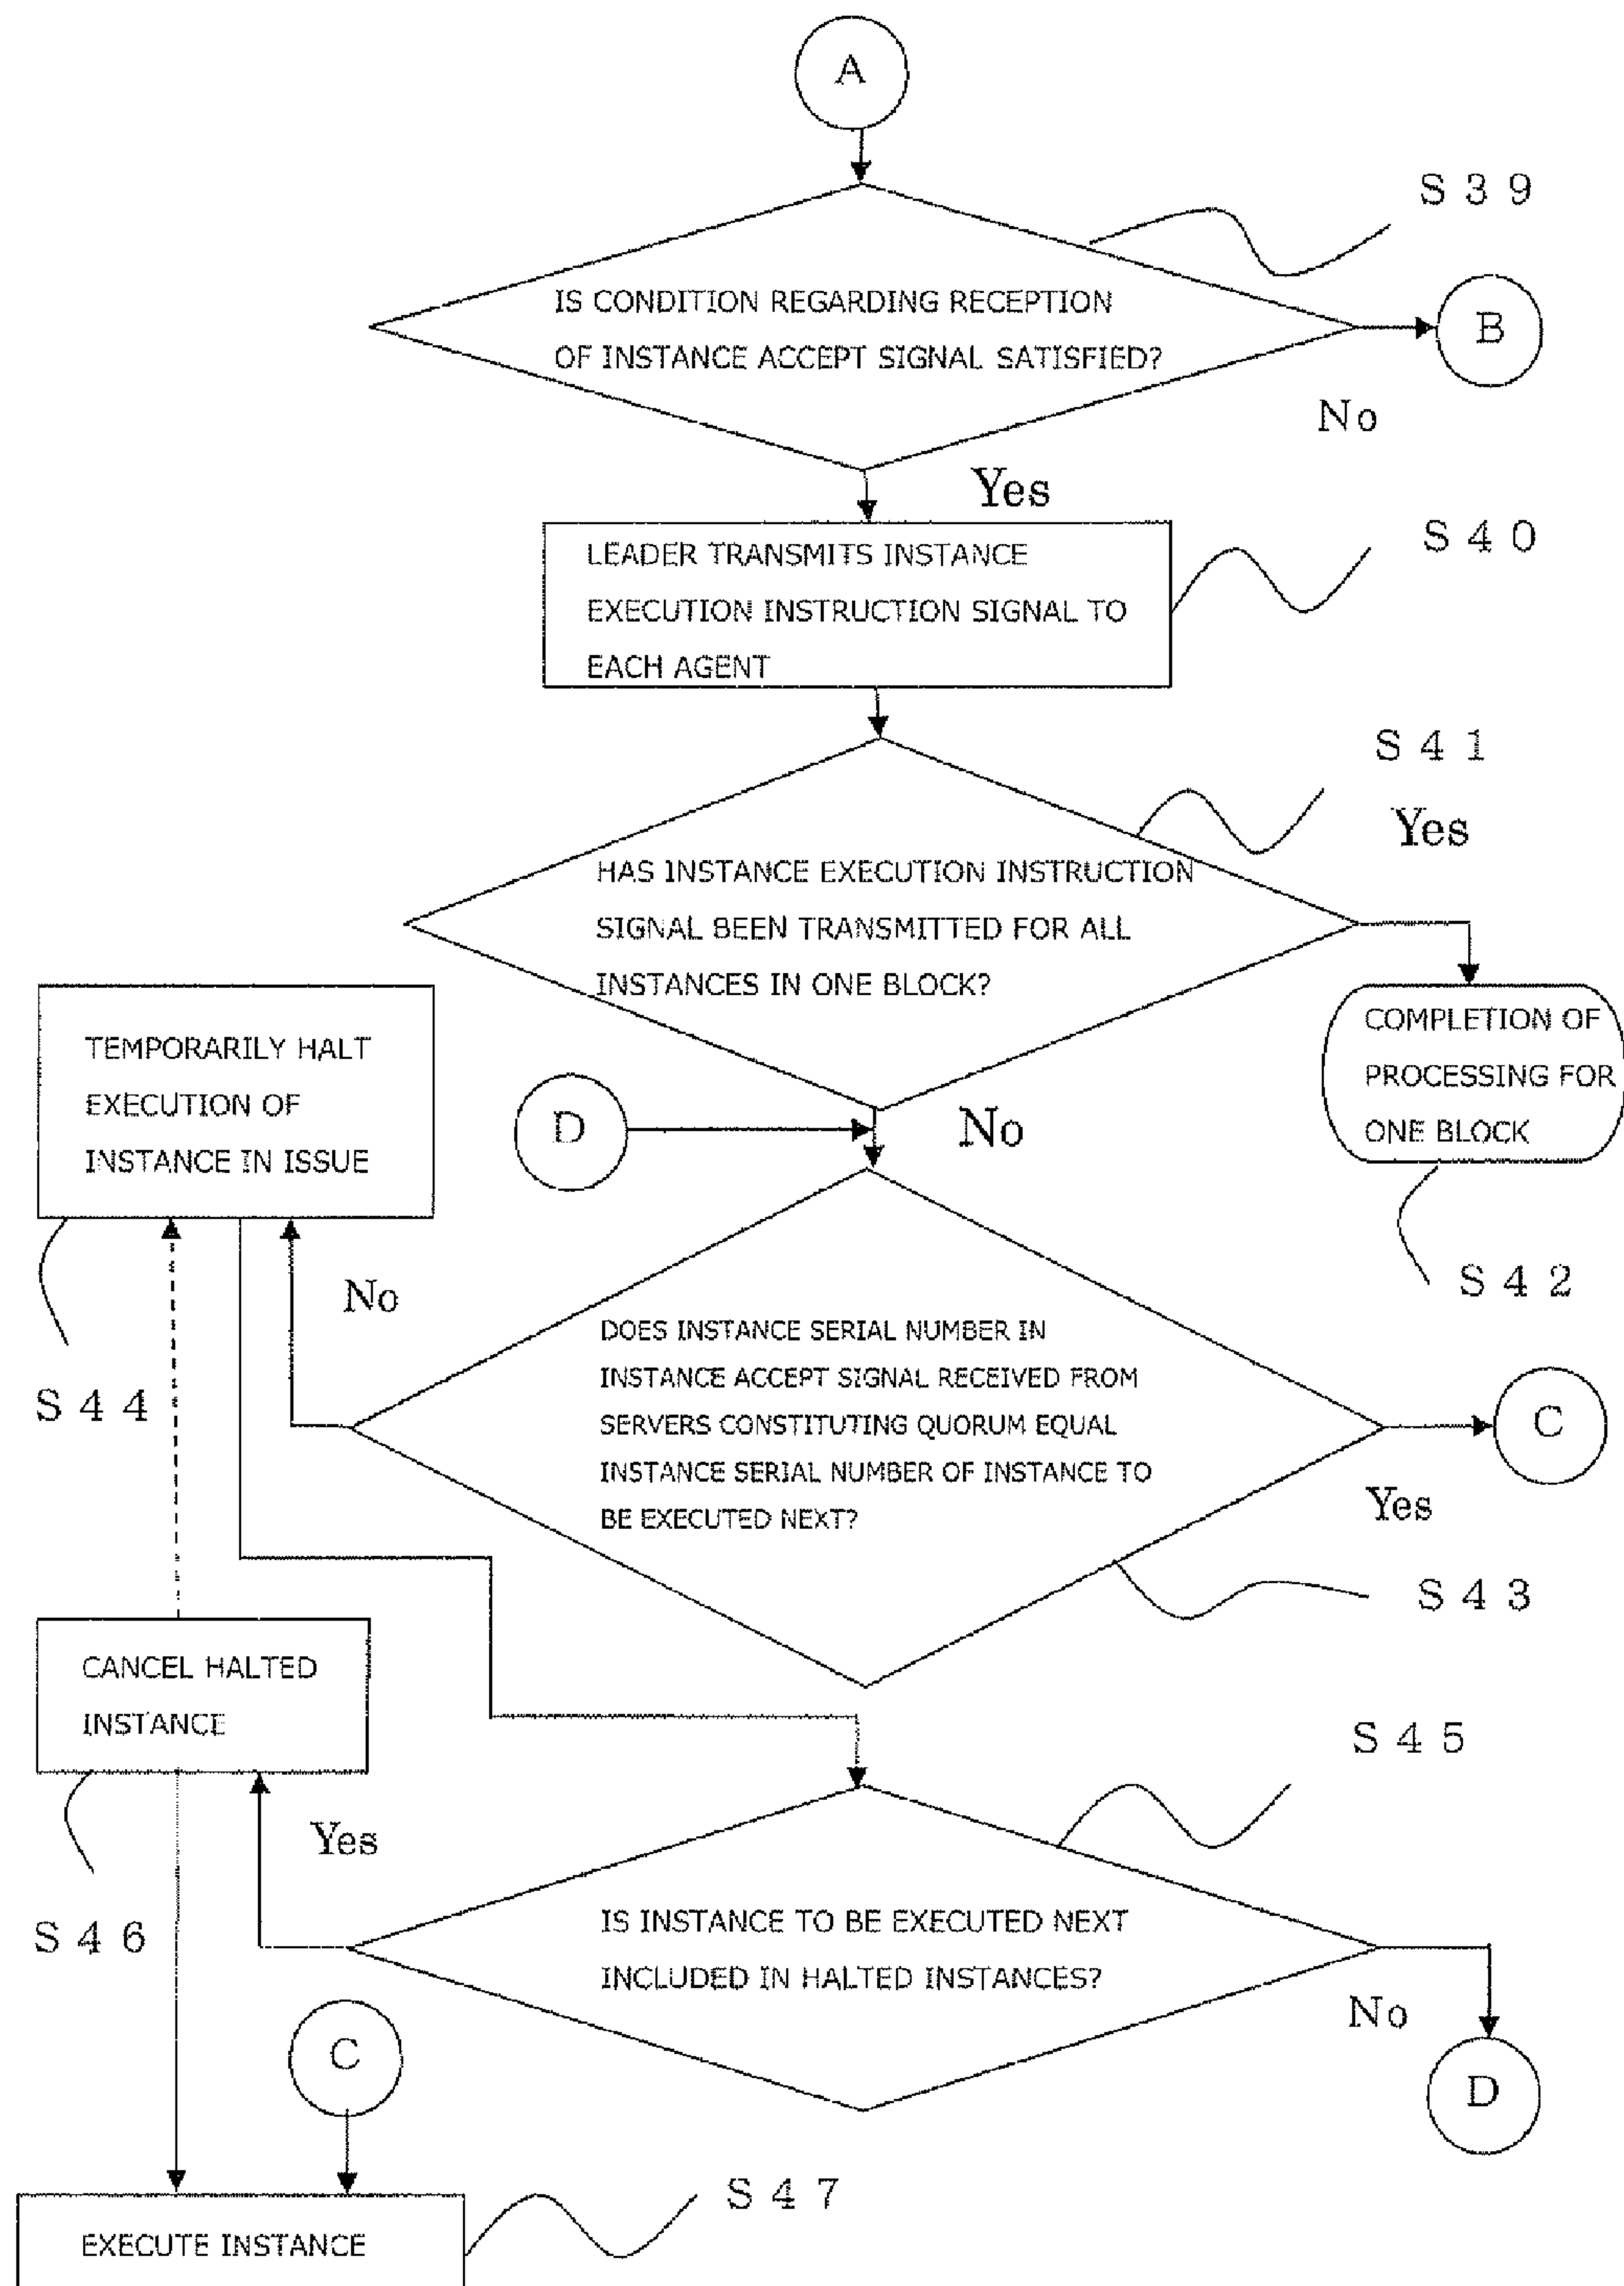 A
S 3 9
IS CONDITION REGARDING RECEPTION
OF INSTANCE ACCEPT SIGNAL SATISFIED?
B
No
Yes
LEADER TRANSMITS INSTANCE
EXECUTION INSTRUCTION SIGNAL TO
EACH AGENT
S 4 0
S 4 1
Yes
HAS INSTANCE EXECUTION INSTRUCTION
SIGNAL BEEN TRANSMITTED FOR ALL
INSTANCES IN ONE BLOCK?
COMPLETION OF
PROCESSING FOR
ONE BLOCK
S 4 2
TEMPORARILY HALT
EXECUTION OF
INSTANCE IN ISSUE
S 4 4
D
No
No
DOES INSTANCE SERIAL NUMBER IN
INSTANCE ACCEPT SIGNAL RECEIVED FROM
SERVERS CONSTITUTING QUORUM EQUAL
INSTANCE SERIAL NUMBER OF INSTANCE TO
BE EXECUTED NEXT?
C
Yes
S 4 3
CANCEL HALTED
INSTANCE
S 4 6
Yes
S 4 5
IS INSTANCE TO BE EXECUTED NEXT
INCLUDED IN HALTED INSTANCES?
No
D
C
S 4 7
EXECUTE INSTANCE